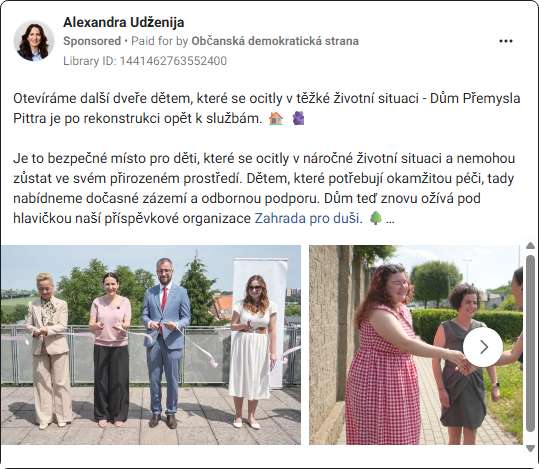 Alexandra Udženija
Sponsored • Paid for by Občanská demokratická strana
Library ID: 1441462763552400
Otevíráme další dveře dětem, které se ocitly v těžké životní situaci - Dům Přemysla
Pittra je po rekonstrukci opět k službám. 🏠 🫂
Je to bezpečné místo pro děti, které se ocitly v náročné životní situaci a nemohou
zůstat ve svém přirozeném prostředí. Dětem, které potřebují okamžitou péči, tady
nabídneme dočasné zázemí a odbornou podporu. Dům teď znovu ožívá pod
hlavičkou naší příspěvkové organizace Zahrada pro duši. 🌳 ...